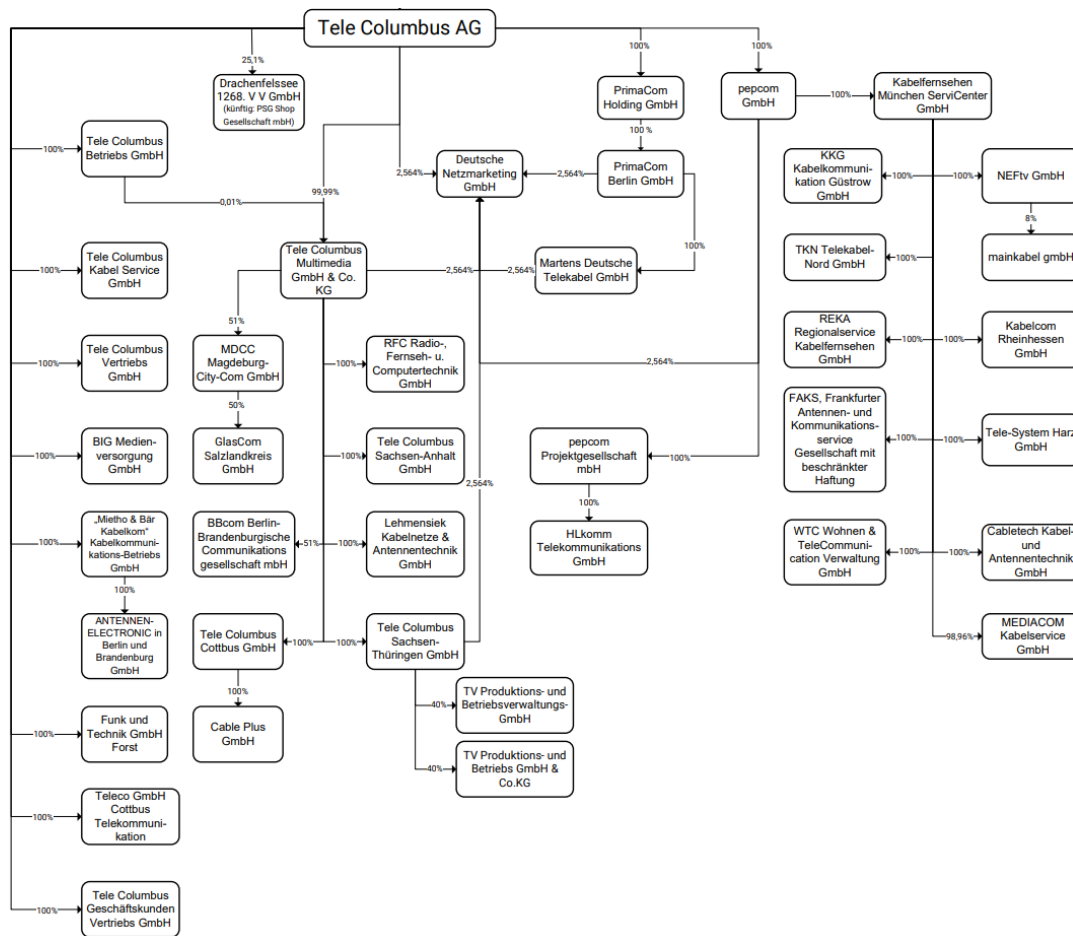 Tele Columbus AG
25,1%
100%
100%
Drachenfelssee
1268. V V GmbH
(künftig: PSG Shop
Gesellschaft mbH)
PrimaCom
Holding GmbH
pepcom
GmbH
100%
Kabelfernsehen
München ServiCenter
GmbH
Tele Columbus
Betriebs GmbH
100%
0,01%
99,99%
2,564%
Deutsche
Netzmarketing
GmbH
2,564%
100 %
PrimaCom
Berlin GmbH
100%
KKG
Kabelkommuni-
kation Güstrow
GmbH
100%
100%
NEFtv GmbH
8%
mainkabel gmbH
Tele Columbus
Kabel Service
GmbH
100%
Tele Columbus
Multimedia
GmbH & Co.
KG
2,564%
2,564%
Martens Deutsche
Telekabel GmbH
TKN Telekabel-
Nord GmbH
100%
51%
Tele Columbus
Vertriebs
GmbH
100%
MDCC
Magdeburg-
City-Com GmbH
100%
RFC Radio-,
Fernseh- u.
Computertechnik
GmbH
2,564%
REKA
Regionalservice
Kabelfernsehen
GmbH
100%
100%
Kabelcom
Rheinhessen
GmbH
50%
BIG Medien-
versorgung
GmbH
100%
GlasCom
Salzlandkreis
GmbH
100%
Tele Columbus
Sachsen-Anhalt
GmbH
2,564%
pepcom
Projektgesellschaft
mbH
100%
FAKS, Frankfurter
Antennen- und
Kommunikations-
service
Gesellschaft mit
beschränkter
Haftung
100%
100%
Tele-System Harz
GmbH
„Mietho & Bär
Kabelkom“
Kabelkommuni-
kations-Betriebs
GmbH
100%
BBcom Berlin-
Brandenburgische
Communikations
gesellschaft mbH
51%
100%
Lehmensiek
Kabelnetze &
Antennentechnik
GmbH
100%
HLkomm
Telekommunikations
GmbH
WTC Wohnen &
TeleCommuni-
cation Verwaltung
GmbH
100%
100%
Cabletech Kabel-
und
Antennentechnik
GmbH
100%
ANTENNEN-
ELECTRONIC in
Berlin und
Brandenburg
GmbH
Tele Columbus
Cottbus GmbH
100%
100%
Tele Columbus
Sachsen-
Thüringen GmbH
98,96%
MEDIACOM
Kabelservice
GmbH
100%
Funk und
Technik GmbH
Forst
100%
Cable Plus
GmbH
40%
TV Produktions- und
Betriebsverwaltungs-
GmbH
40%
TV Produktions- und
Betriebs GmbH &
Co.KG
Teleco GmbH
Cottbus
Telekommuni-
kation
100%
Tele Columbus
Geschäftskunden
Vertriebs GmbH
100%